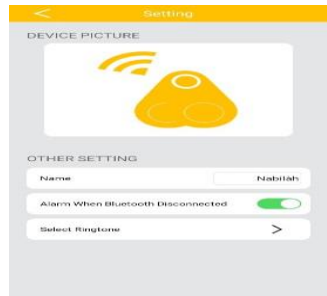 Setting
DEVICE PICTURE
OTHER SETTING
Name Nabilah
Alarm When Bluetooth Disconnected
Select Ringtone